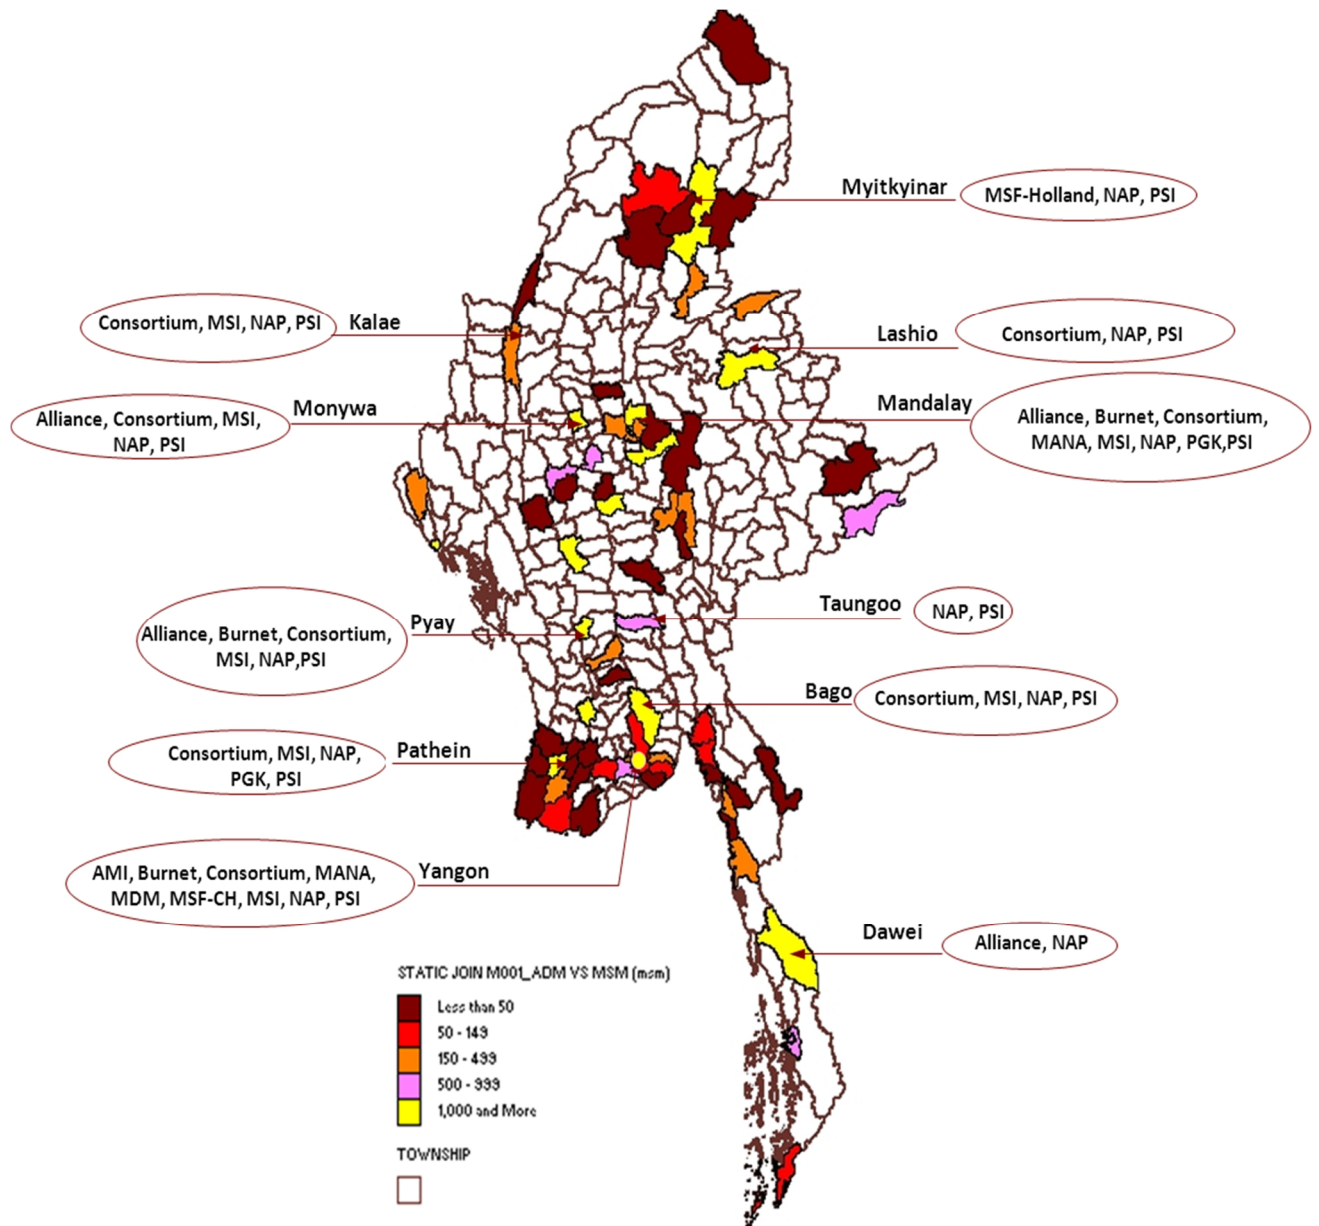 Myitkyinar
MSF-Holland, NAP, PSI
Consortium, MSI, NAP, PSI
Kalae
Lashio
Consortium, NAP, PSI
Alliance, Consortium, MSI,
NAP, PSI
Monywa
Mandalay
Alliance, Burnet, Consortium,
MANA, MSI, NAP, PGK,PSI
Taungoo
NAP, PSI
Alliance, Burnet, Consortium,
MSI, NAP,PSI
Pyay
Bago
Consortium, MSI, NAP, PSI
Consortium, MSI, NAP,
PGK, PSI
Pathein
AMI, Burnet, Consortium, MANA,
MDM, MSF-CH, MSI, NAP, PSI
Yangon
Dawei
Alliance, NAP
STATIC JOIN M001_ADM VS MSM (msm)
Less than 50
50 - 149
150 - 499
500 - 999
1,000 and More
TOWNSHIP